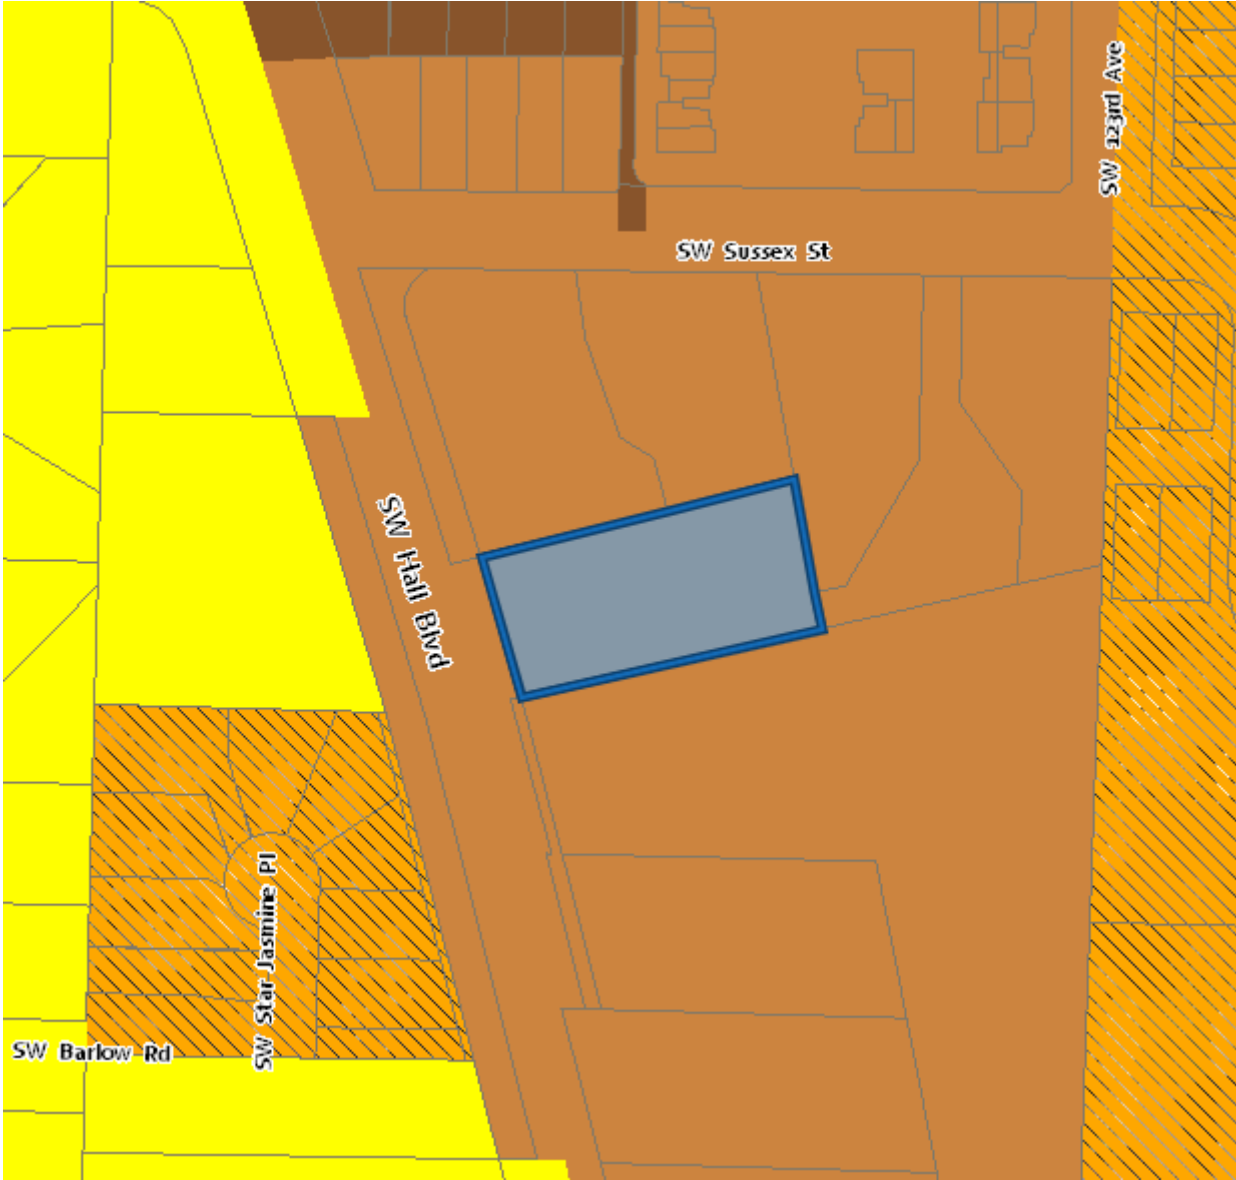 SW 123rd Ave
SW Sussex St
SW Hall Blvd
SW Star Jasmine Pl
SW Barlow Rd